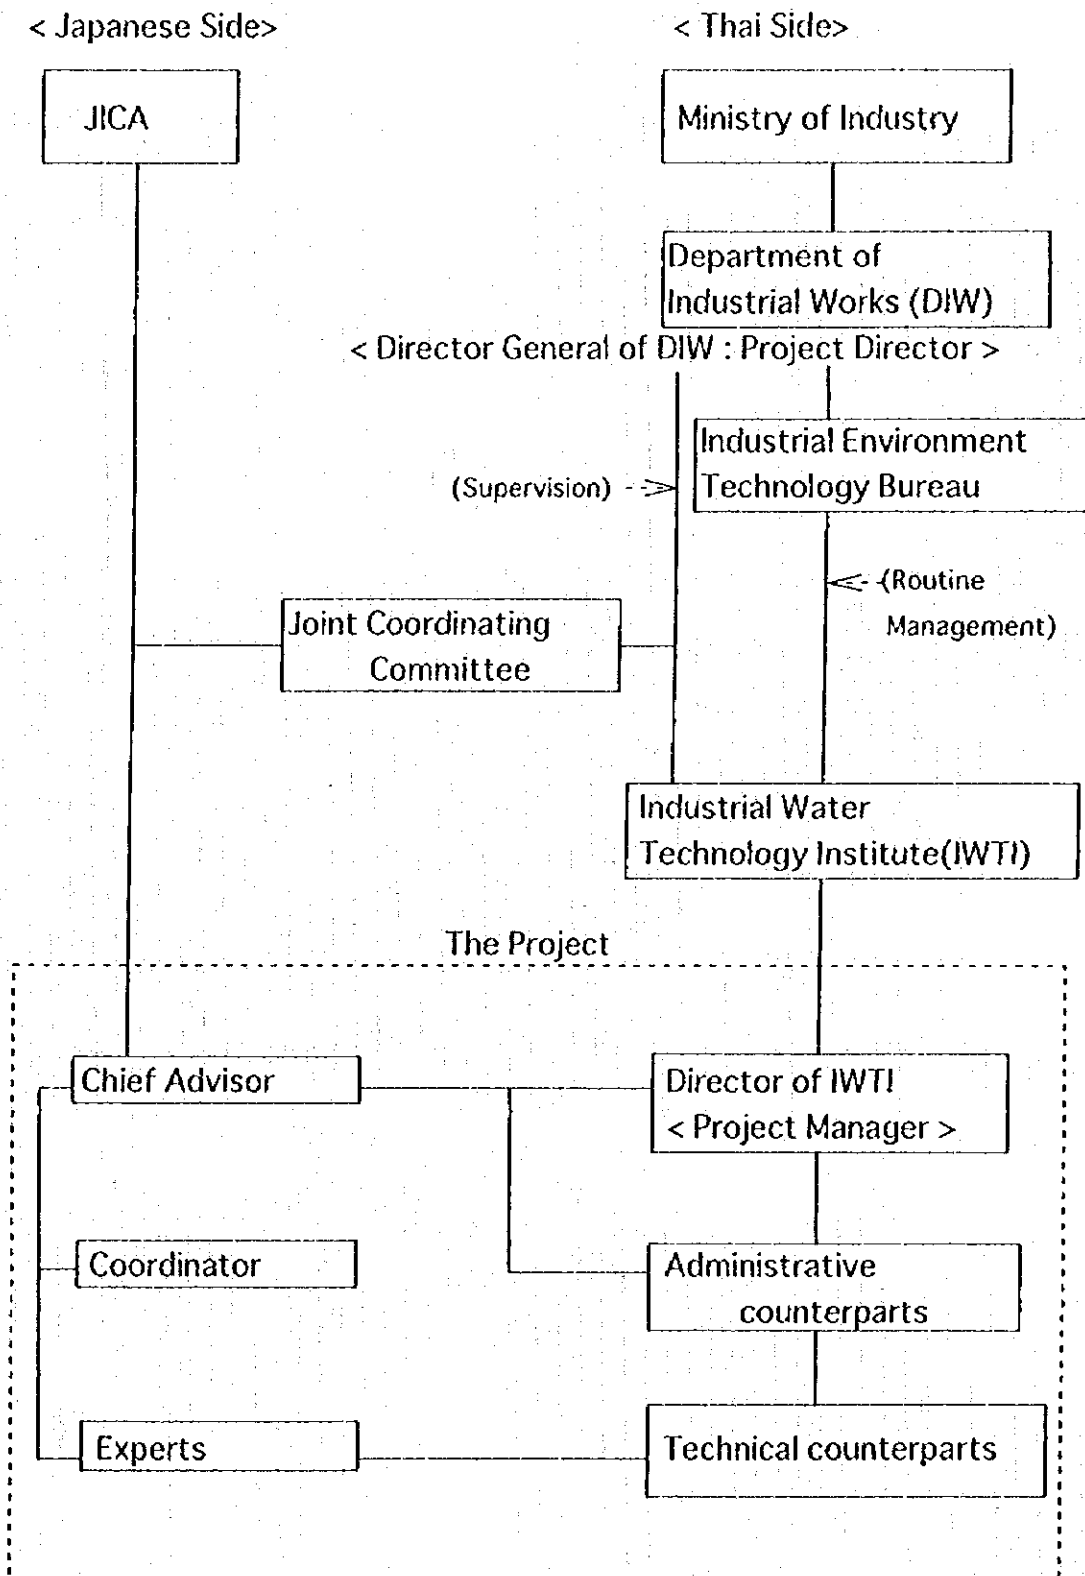 < Japanese Side>
< Thai Side>
JICA
Ministry of Industry
Department of
Industrial Works (DIW)
< Director General of DIW : Project Director >
Industrial Environment
Technology Bureau
(Supervision)
(Routine
Management)
Joint Coordinating
Committee
Industrial Water
Technology Institute(IWTI)
The Project
Chief Advisor
Director of IWTI
< Project Manager >
Coordinator
Administrative
counterparts
Experts
Technical counterparts